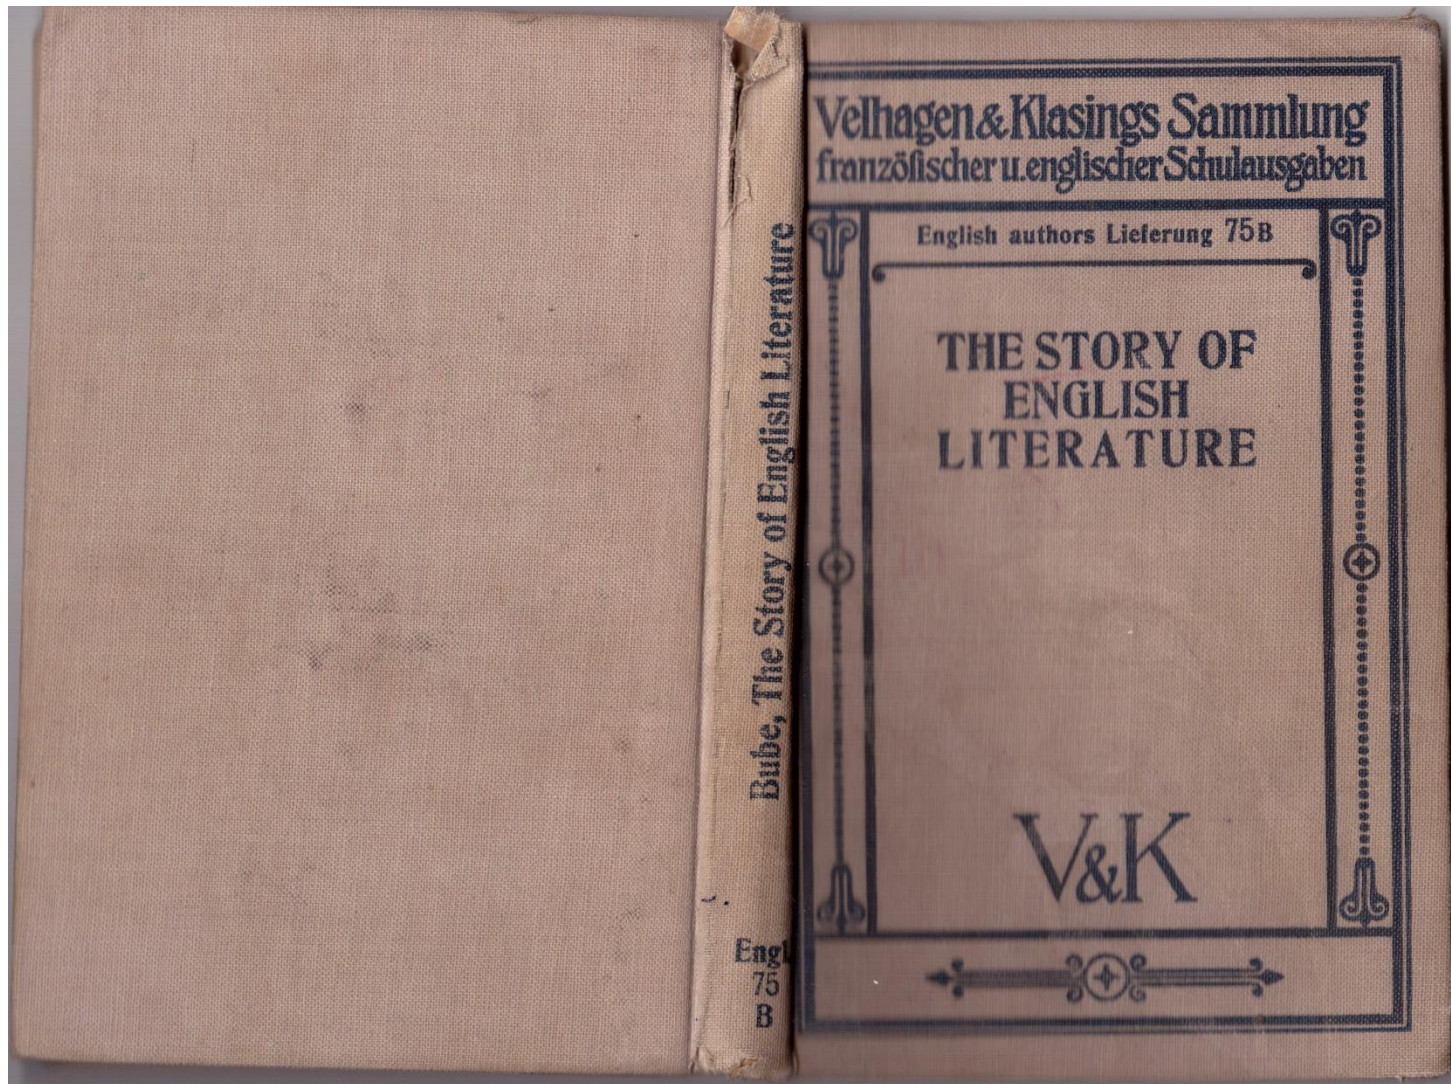 Velhagen & Klasings Sammlung
französischer u. englischer Schulausgaben
English authors Lieferung 75B
THE STORY OF
ENGLISH
LITERATURE
V&K
Bube, The Story of English Literature
Engl
75
B